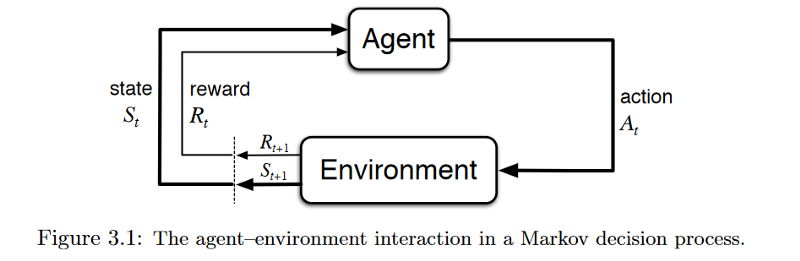 Agent
state
reward
action
S_t
R_t
A_t
R_{t+1}
S_{t+1}
Environment
Figure 3.1: The agent–environment interaction in a Markov decision process.